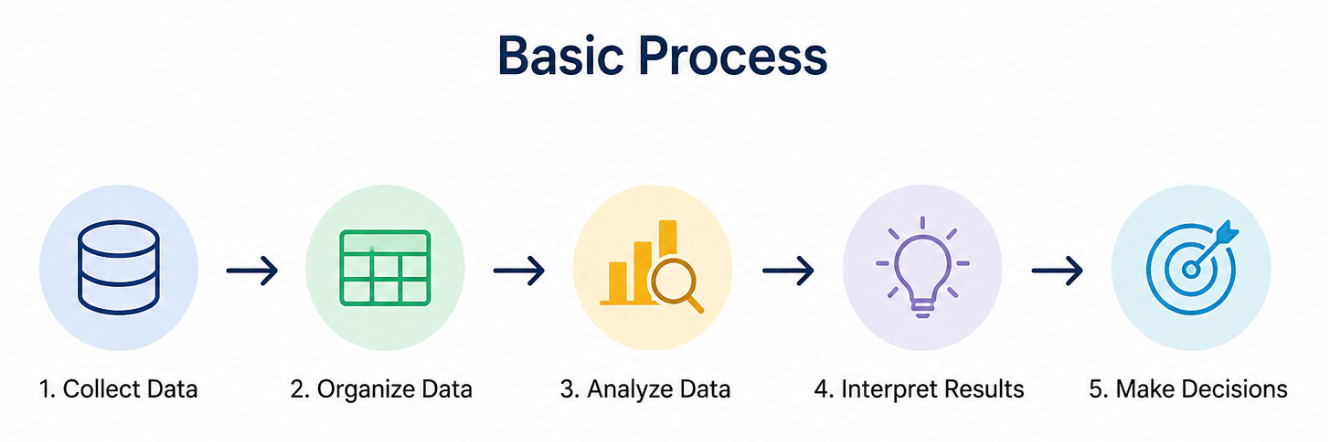 Basic Process
1. Collect Data
2. Organize Data
3. Analyze Data
4. Interpret Results
5. Make Decisions